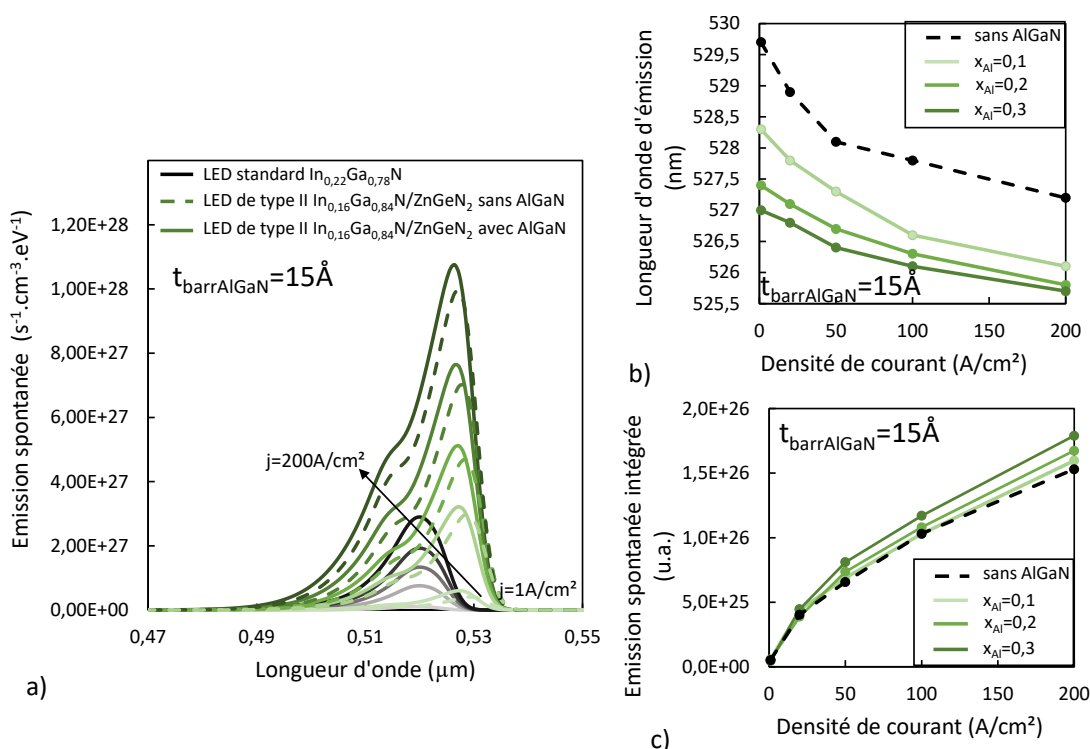 LED standard In0,22Ga0,78N
LED de type II In0,16Ga0,84N/ZnGeN2 sans AlGaN
LED de type II In0,16Ga0,84N/ZnGeN2 avec AlGaN
tbarrAlGaN=15Å
j=200A/cm²
j=1A/cm²
Emission spontanée (s-1.cm-3.eV-1)
1,20E+28
1,00E+28
8,00E+27
6,00E+27
4,00E+27
2,00E+27
0,00E+00
0,47
0,49
0,51
0,53
0,55
Longueur d'onde (µm)
a)
Longueur d'onde d'émission
(nm)
530
529,5
529
528,5
528
527,5
527
526,5
526
525,5
sans AlGaN
xAl=0,1
xAl=0,2
xAl=0,3
tbarrAlGaN=15Å
0
50
100
150
200
Densité de courant (A/cm²)
b)
Emission spontanée intégrée
(u.a.)
2,0E+26
1,5E+26
1,0E+26
5,0E+25
0,0E+00
tbarrAlGaN=15Å
sans AlGaN
xAl=0,1
xAl=0,2
xAl=0,3
0
50
100
150
200
Densité de courant (A/cm²)
c)